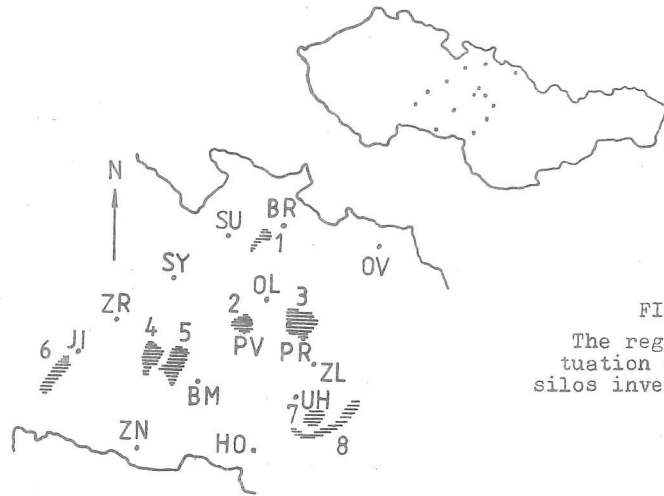 N
SU
BR
1
OV
SY
OL
ZR
2
3
6
JI
4
5
PV
PR
ZL
BM
7
UH
ZN
HO.
8
FI
The reg
tuation
silos inve